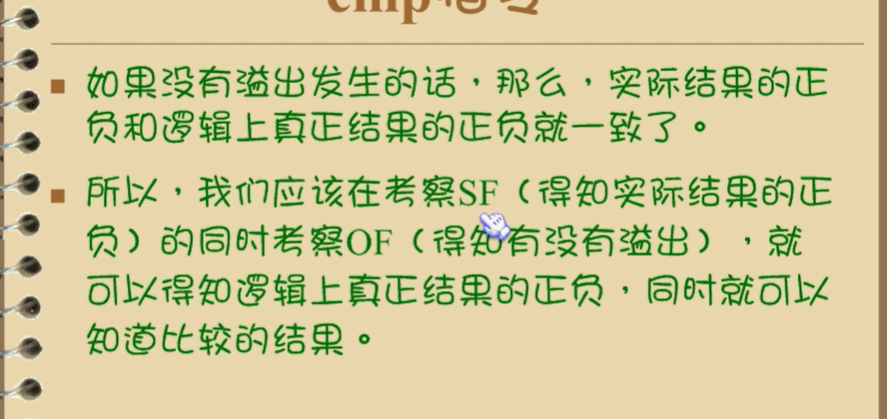 cmp指令
如果没有溢出发生的话，那么，实际结果的正
负和逻辑上真正结果的正负就一致了。
所以，我们应该在考察SF（得知实际结果的正
负）的同时考察OF（得知有没有溢出），就
可以得知逻辑上真正结果的正负，同时就可以
知道比较的结果。